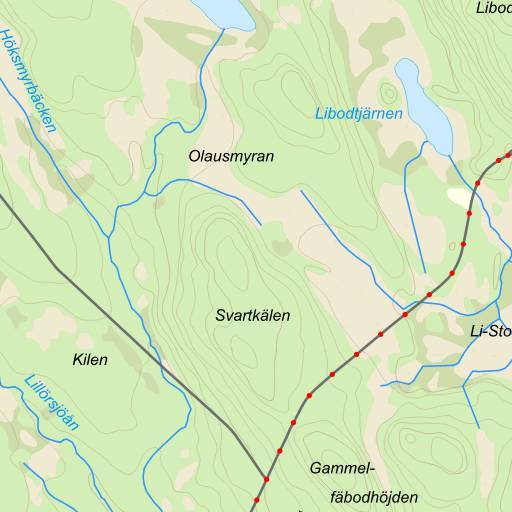 Libod
Höksmyrbäcken
Libodtjärnen
Olausmyran
Svartkälen
Li-Sto
Kilen
Lillörsjöån
Gammel-
fäbodhöjden